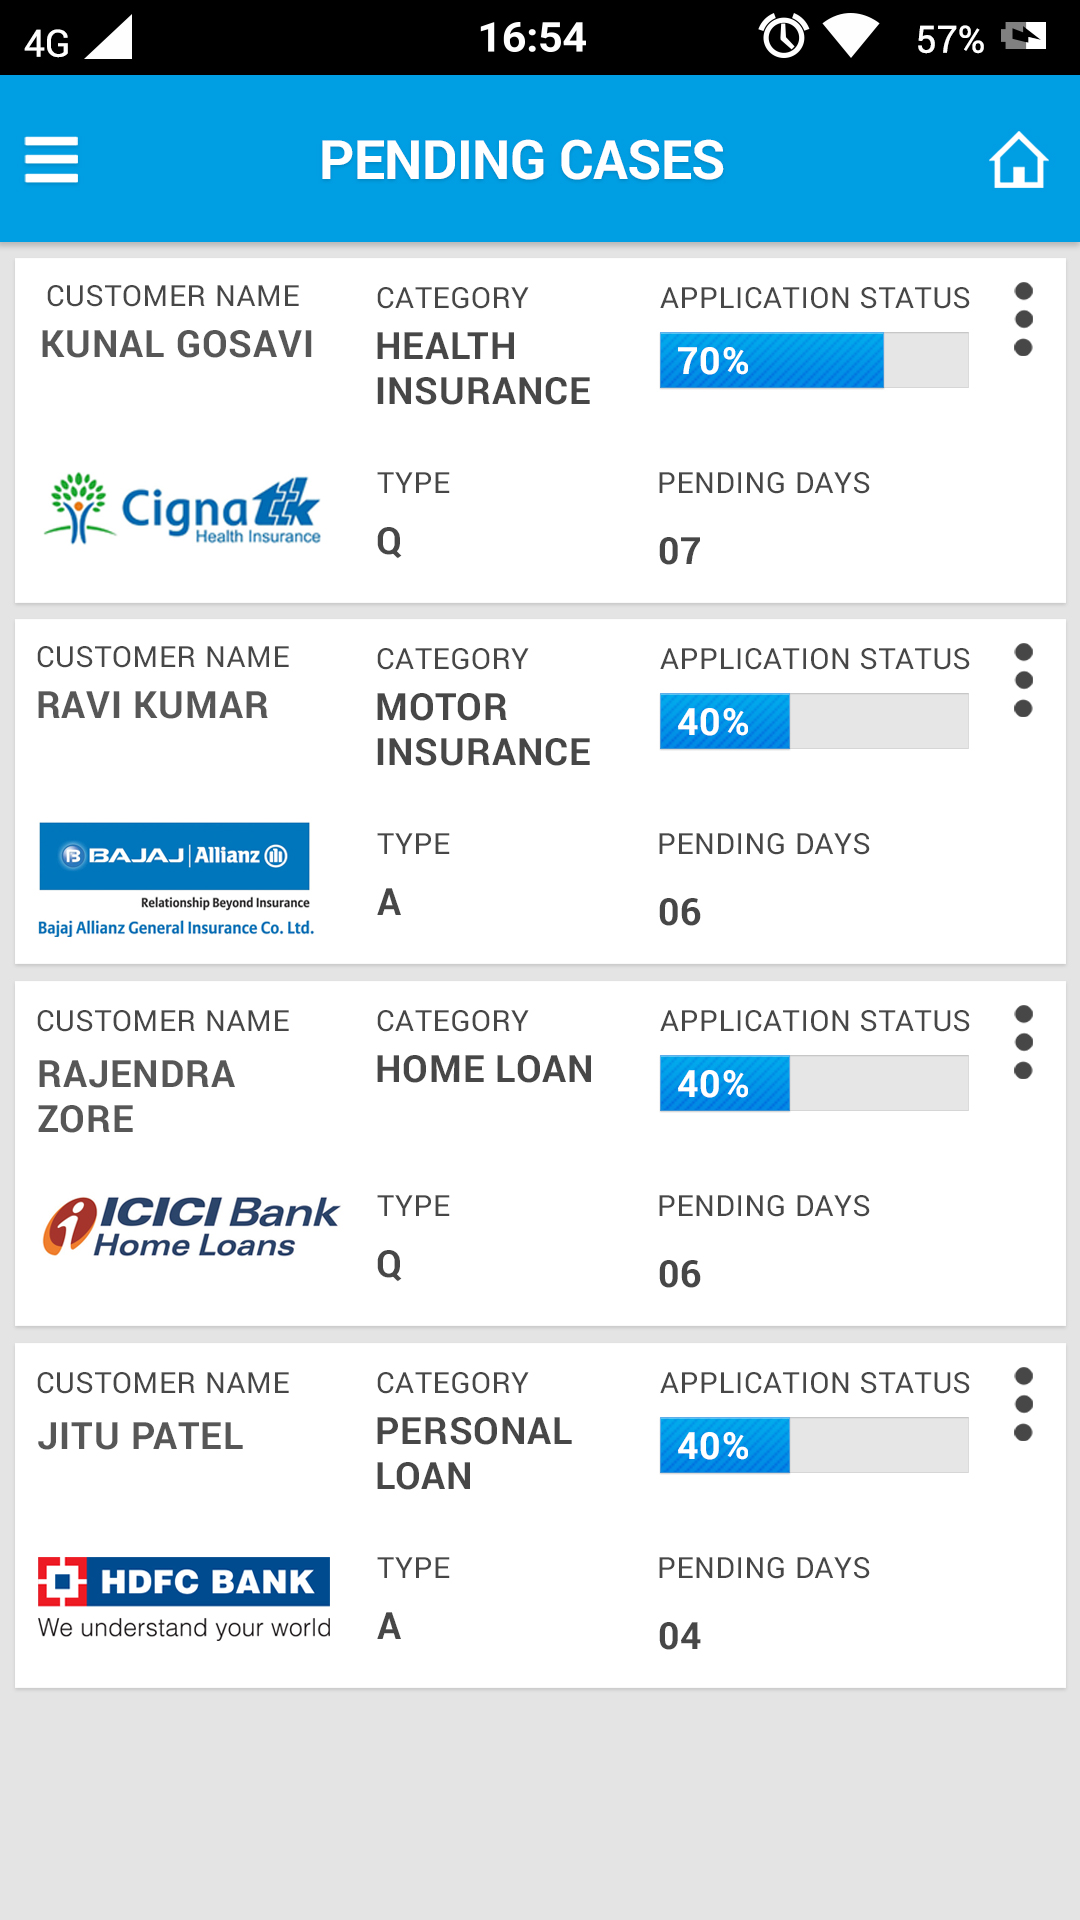 4G 16:54 57%
PENDING CASES
CUSTOMER NAME CATEGORY APPLICATION STATUS
KUNAL GOSAVI HEALTH INSURANCE 70%
Cigna ttk
Health Insurance
TYPE PENDING DAYS
Q 07
CUSTOMER NAME CATEGORY APPLICATION STATUS
RAVI KUMAR MOTOR INSURANCE 40%
BAJAJ Allianz
Relationship Beyond Insurance
Bajaj Allianz General Insurance Co. Ltd.
TYPE PENDING DAYS
A 06
CUSTOMER NAME CATEGORY APPLICATION STATUS
RAJENDRA ZORE HOME LOAN 40%
ICICI Bank
Home Loans
TYPE PENDING DAYS
Q 06
CUSTOMER NAME CATEGORY APPLICATION STATUS
JITU PATEL PERSONAL LOAN 40%
HDFC BANK
We understand your world
TYPE PENDING DAYS
A 04